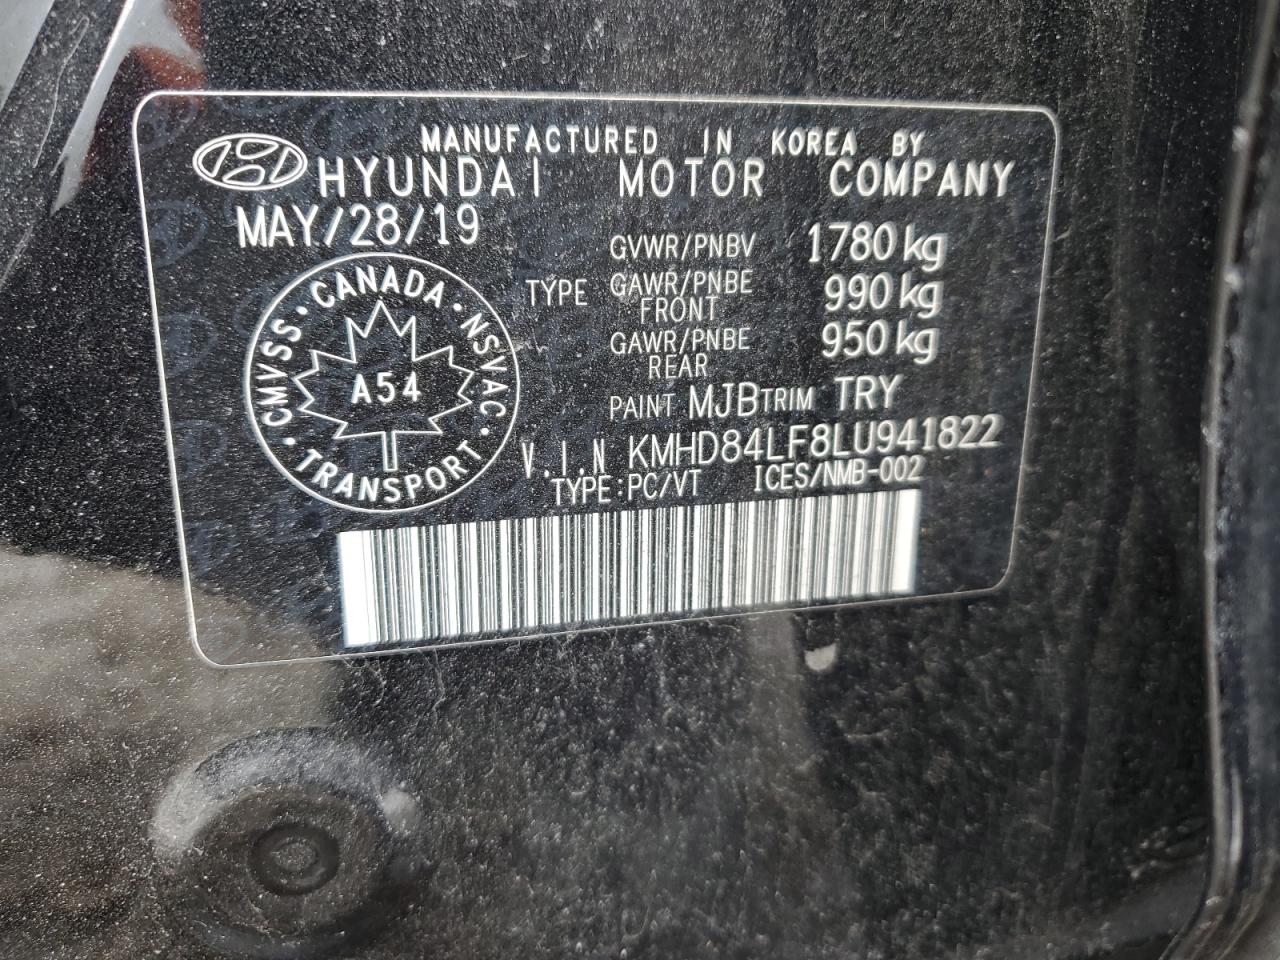 MANUFACTURED IN KOREA BY
HYUNDAI MOTOR COMPANY
MAY/28/19
GVWR/PNBV 1780 kg
TYPE GAWR/PNBE FRONT 990 kg
GAWR/PNBE REAR 950 kg
PAINT MJB TRIM TRY
V.I.N KMHD84LF8LU941822
TYPE:PC/VT ICES/NMB-002
CANADA · NSVAC · TRANSPORT · CMVSS ·
A54